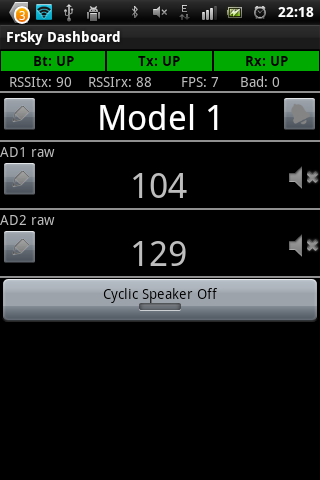 3 E 22:18
FrSky Dashboard
Bt: UP Tx: UP Rx: UP
RSSItx: 90 RSSIrx: 88 FPS: 7 Bad: 0
Model 1
AD1 raw
104
AD2 raw
129
Cyclic Speaker Off